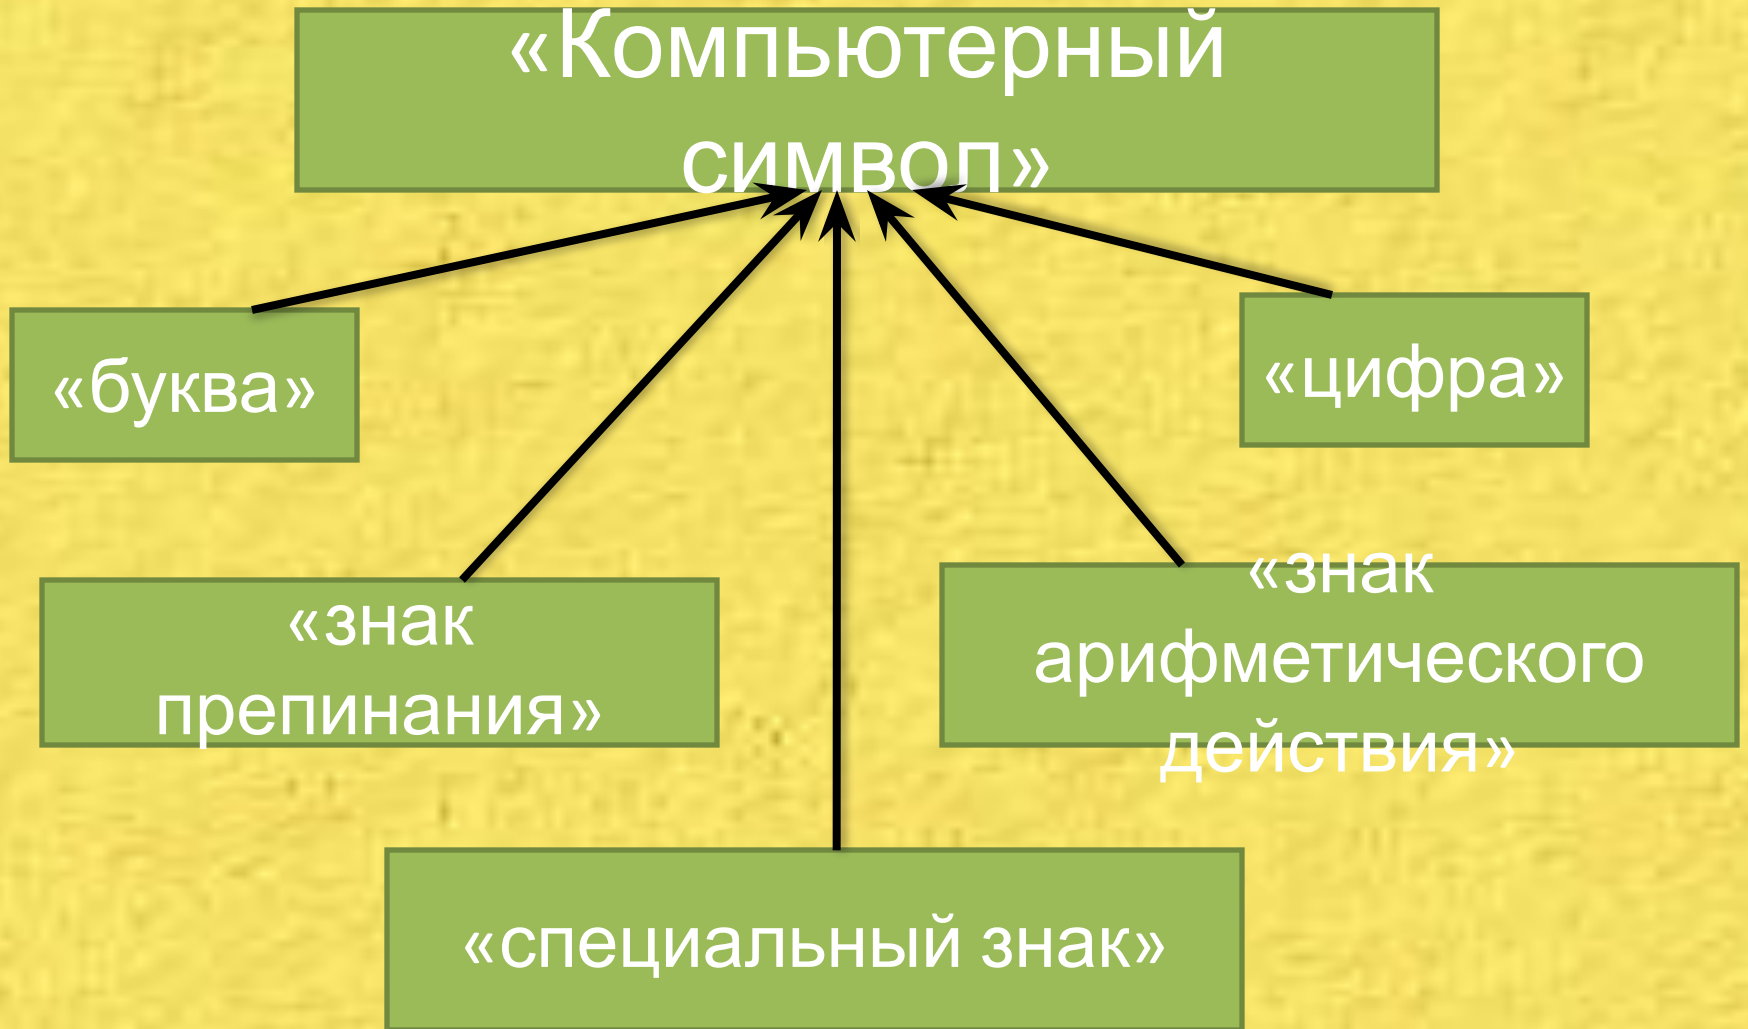 «Компьютерный
символ»
«буква»
«цифра»
«знак
препинания»
«знак
арифметического
действия»
«специальный знак»